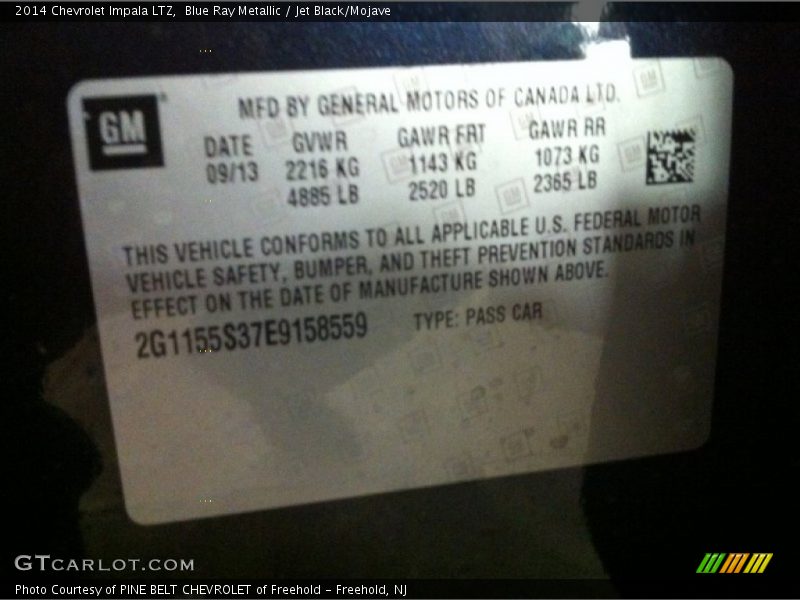 2014 Chevrolet Impala LTZ,  Blue Ray Metallic / Jet Black/Mojave
GM
MFD BY GENERAL MOTORS OF CANADA LTD.
DATE GVWR GAWR FRT GAWR RR
09/13 2216 KG 1143 KG 1073 KG
4885 LB 2520 LB 2365 LB
THIS VEHICLE CONFORMS TO ALL APPLICABLE U.S. FEDERAL MOTOR
VEHICLE SAFETY, BUMPER, AND THEFT PREVENTION STANDARDS IN
EFFECT ON THE DATE OF MANUFACTURE SHOWN ABOVE.
2G1155S37E9158559 TYPE: PASS CAR
GTCARLOT.COM
Photo Courtesy of PINE BELT CHEVROLET of Freehold - Freehold, NJ